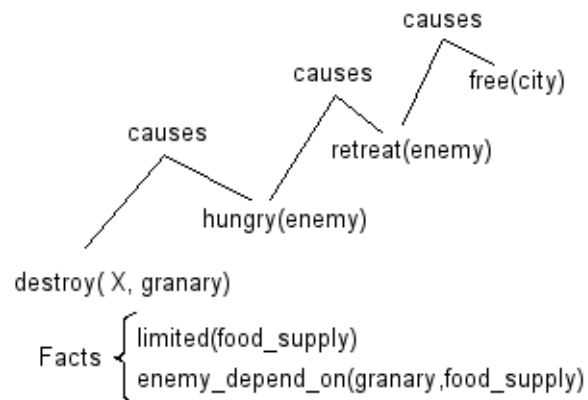 causes
free(city)
causes
retreat(enemy)
causes
hungry(enemy)
destroy( X, granary)
Facts
limited(food_supply)
enemy_depend_on(granary,food_supply)